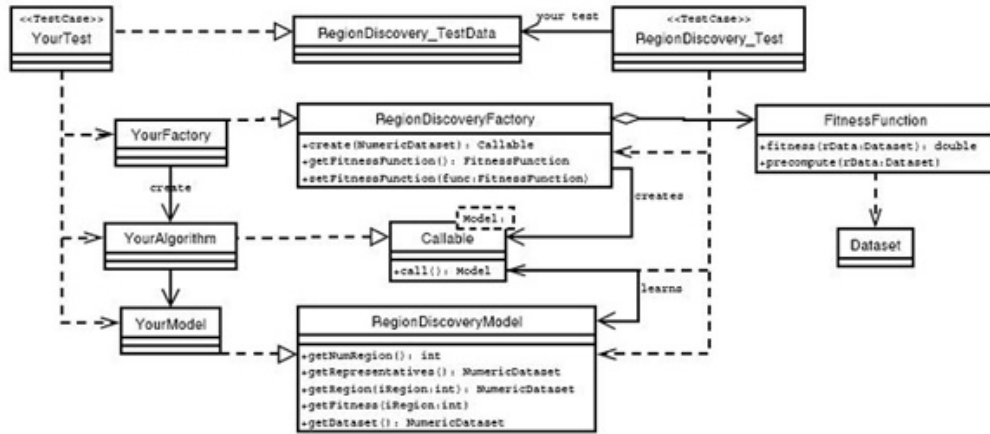 <<TestCase>>
YourTest
RegionDiscovery_TestData
your test
<<TestCase>>
RegionDiscovery_Test
YourFactory
RegionDiscoveryFactory
+create(NumericDataset): Callable
+getFitnessFunction(): FitnessFunction
+setFitnessFunction(func:FitnessFunction)
FitnessFunction
+fitness(rData:Dataset): double
+precompute(rData:Dataset)
create
creates
Model:
YourAlgorithm
Callable
+call(): Model
Dataset
learns
YourModel
RegionDiscoveryModel
+getNumRegion(): int
+getRepresentatives(): NumericDataset
+getRegion(iRegion:int): NumericDataset
+getFitness(iRegion:int)
+getDataset(): NumericDataset